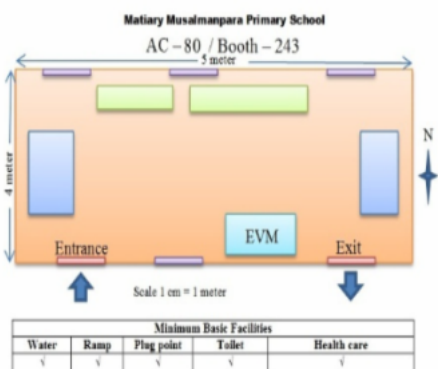 Matiary Musalmanpara Primary School
AC – 80 / Booth – 243
5 meter
4 meter
N
EVM
Entrance
Exit
Scale 1 cm = 1 meter
Minimum Basic Facilities
Water Ramp Plug point Toilet Health care
√ √ √ √ √